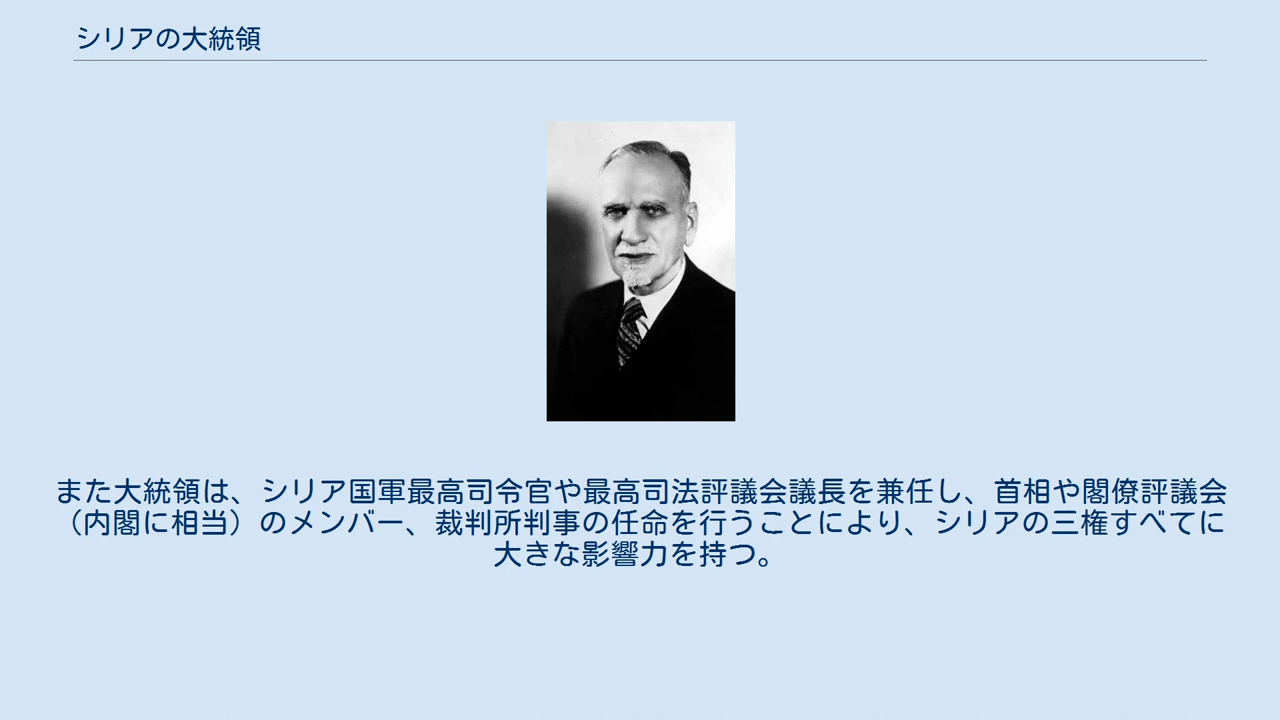 シリアの大統領
また大統領は、シリア国軍最高司令官や最高司法評議会議長を兼任し、首相や閣僚評議会
（内閣に相当）のメンバー、裁判所判事の任命を行うことにより、シリアの三権すべてに
大きな影響力を持つ。